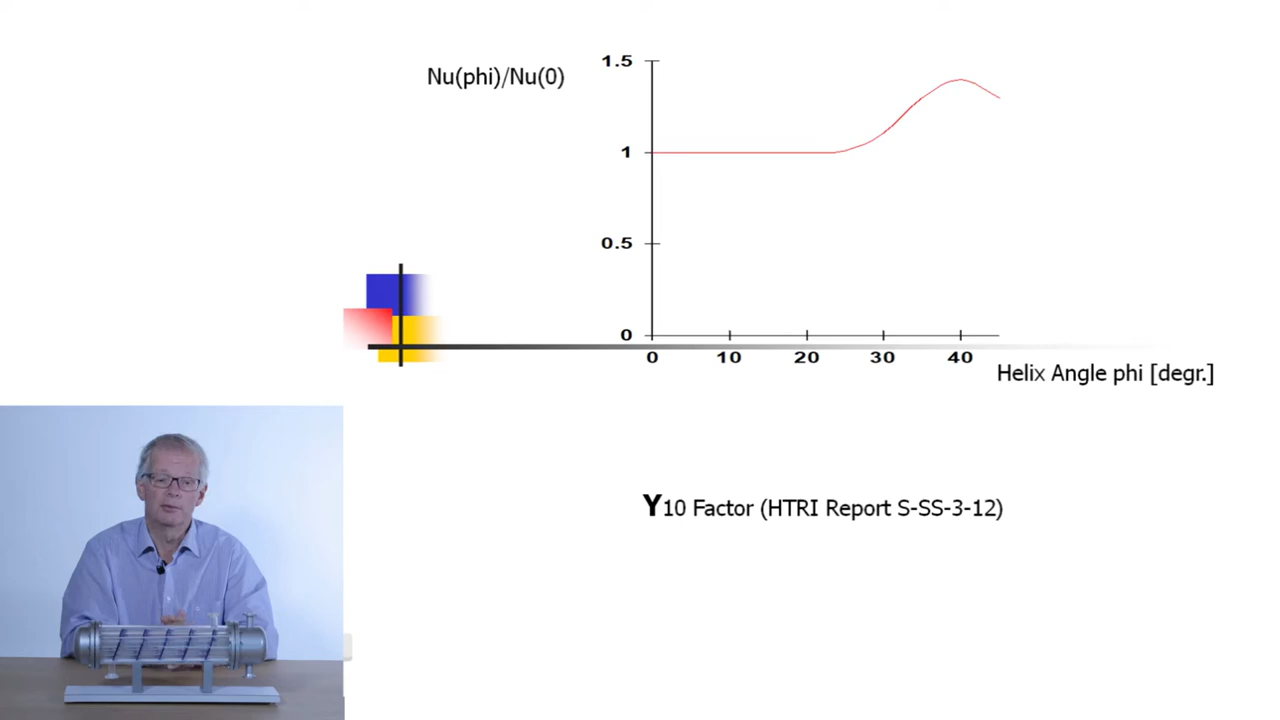 Nu(phi)/Nu(0)
1.5
1
0.5
0
0 10 20 30 40
Helix Angle phi [degr.]
Y10 Factor (HTRI Report S-SS-3-12)